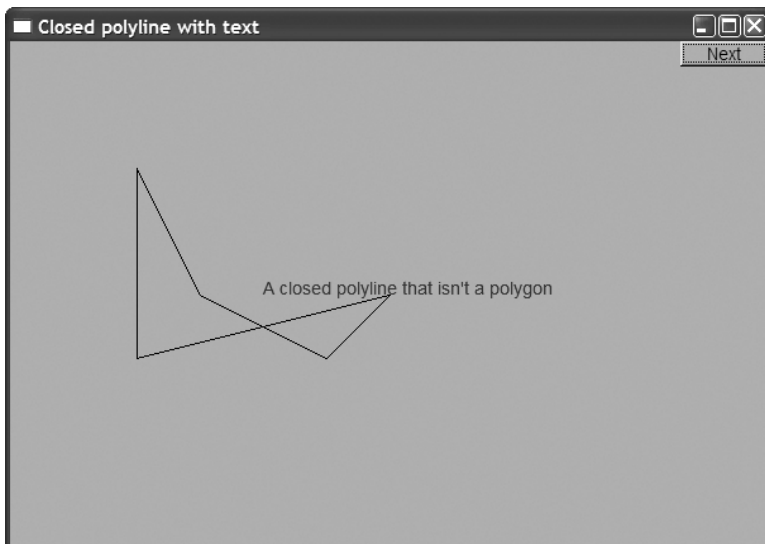 Closed polyline with text
Next
A closed polyline that isn't a polygon